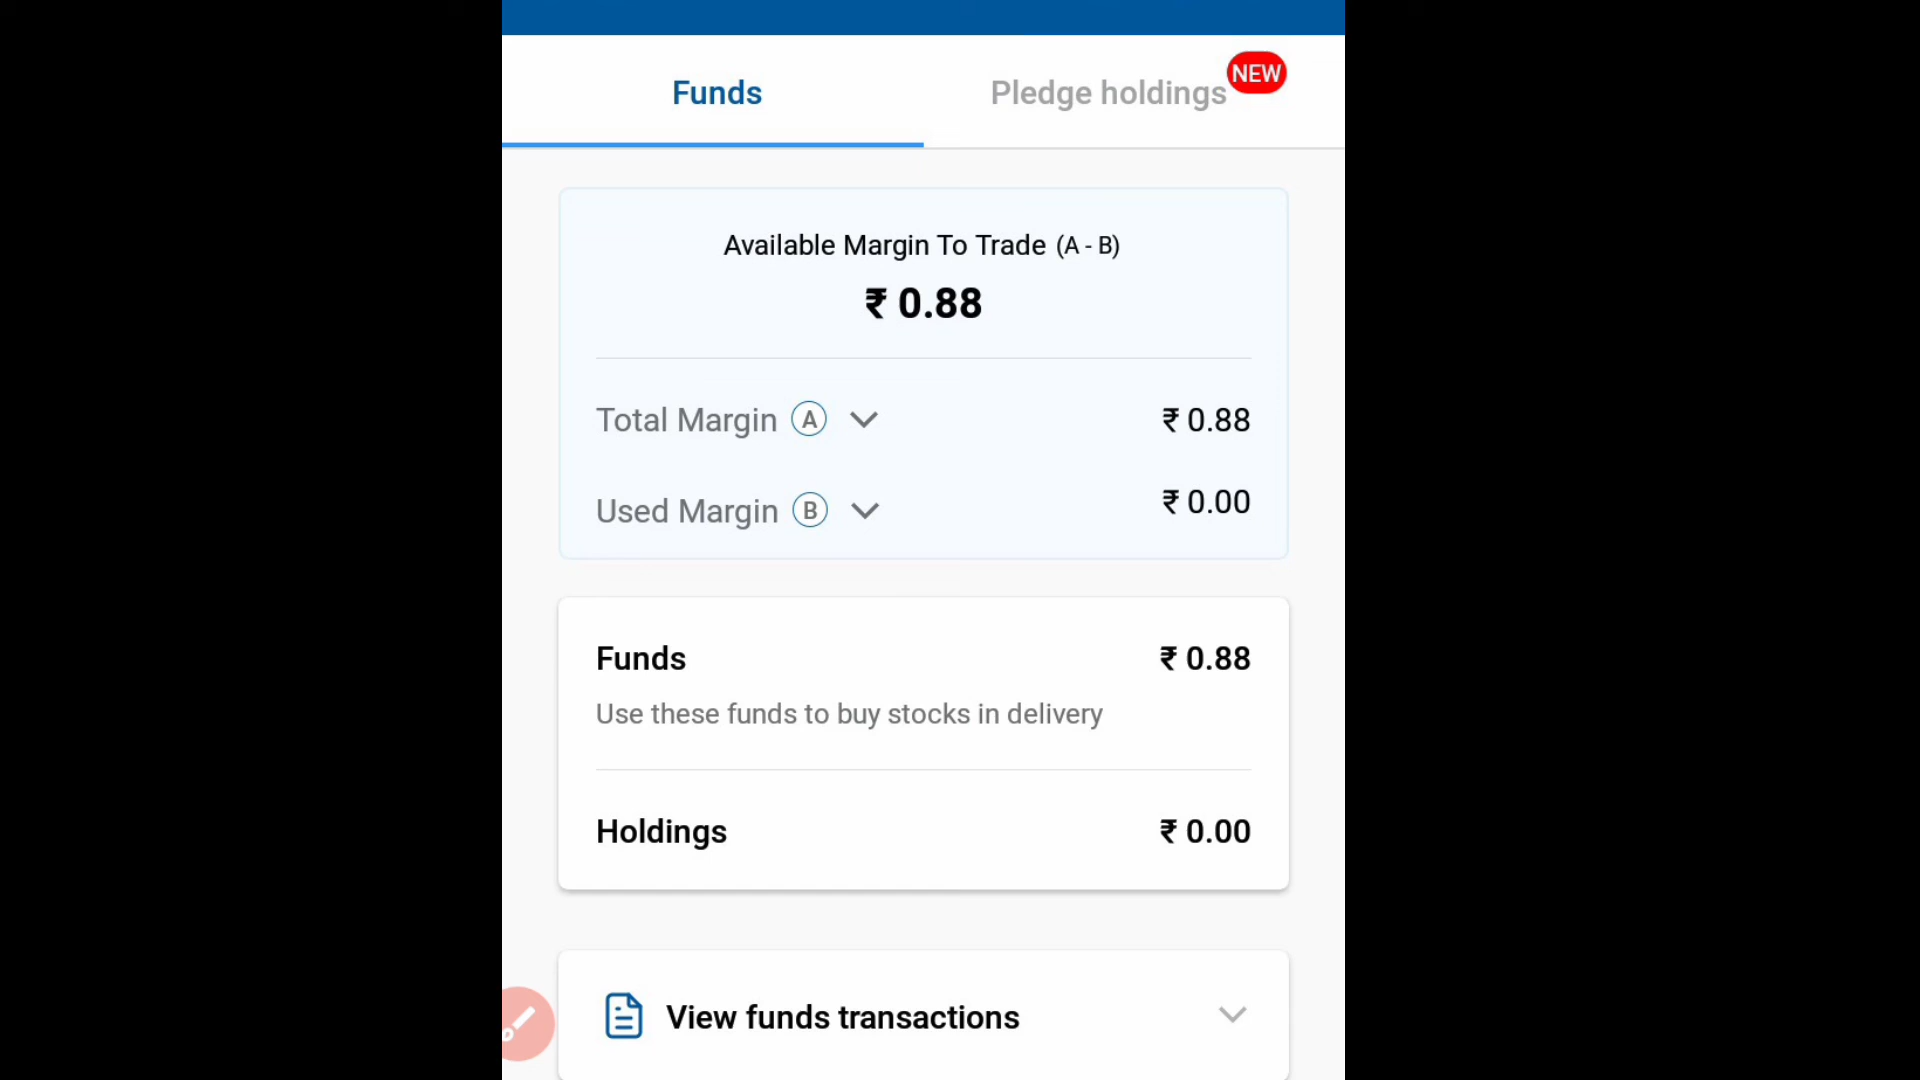 Funds
Pledge holdings NEW
Available Margin To Trade (A - B)
₹ 0.88
Total Margin A ₹ 0.88
Used Margin B ₹ 0.00
Funds ₹ 0.88
Use these funds to buy stocks in delivery
Holdings ₹ 0.00
View funds transactions